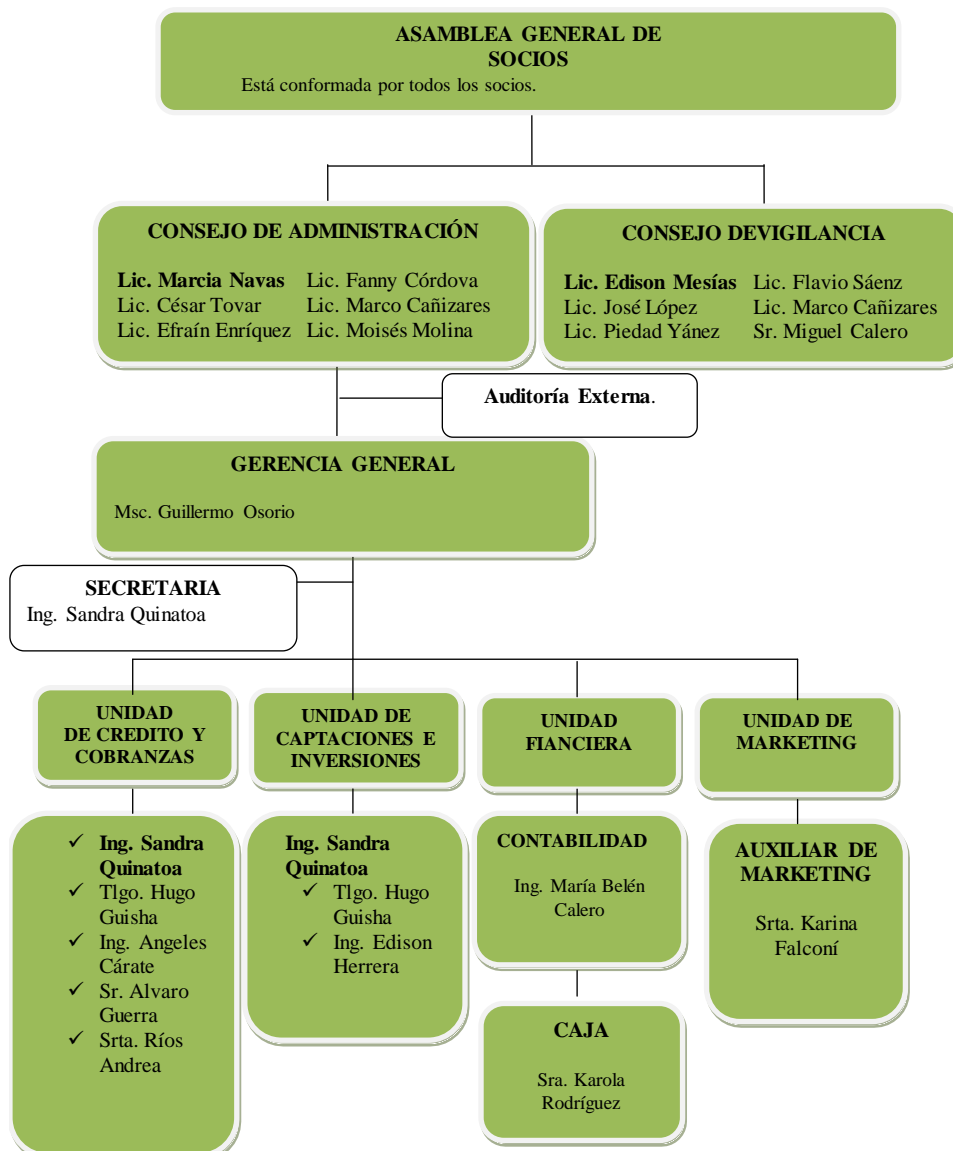 ASAMBLEA GENERAL DE
SOCIOS
Está conformada por todos los socios.
CONSEJO DE ADMINISTRACIÓN
Lic. Marcia Navas Lic. Fanny Córdova
Lic. César Tovar Lic. Marco Cañizares
Lic. Efraín Enríquez Lic. Moisés Molina
CONSEJO DEVIGILANCIA
Lic. Edison Mesías Lic. Flavio Sáenz
Lic. José López Lic. Marco Cañizares
Lic. Piedad Yánez Sr. Miguel Calero
Auditoría Externa.
GERENCIA GENERAL
Msc. Guillermo Osorio
SECRETARIA
Ing. Sandra Quinatoa
UNIDAD
DE CREDITO Y
COBRANZAS
UNIDAD DE
CAPTACIONES E
INVERSIONES
UNIDAD
FIANCIERA
UNIDAD DE
MARKETING
✓ Ing. Sandra
Quinatoa
✓ Tlgo. Hugo
Guisha
✓ Ing. Angeles
Cárate
✓ Sr. Alvaro
Guerra
✓ Srta. Ríos
Andrea
Ing. Sandra
Quinatoa
✓ Tlgo. Hugo
Guisha
✓ Ing. Edison
Herrera
CONTABILIDAD
Ing. María Belén
Calero
CAJA
Sra. Karola
Rodríguez
AUXILIAR DE
MARKETING
Srta. Karina
Falconí